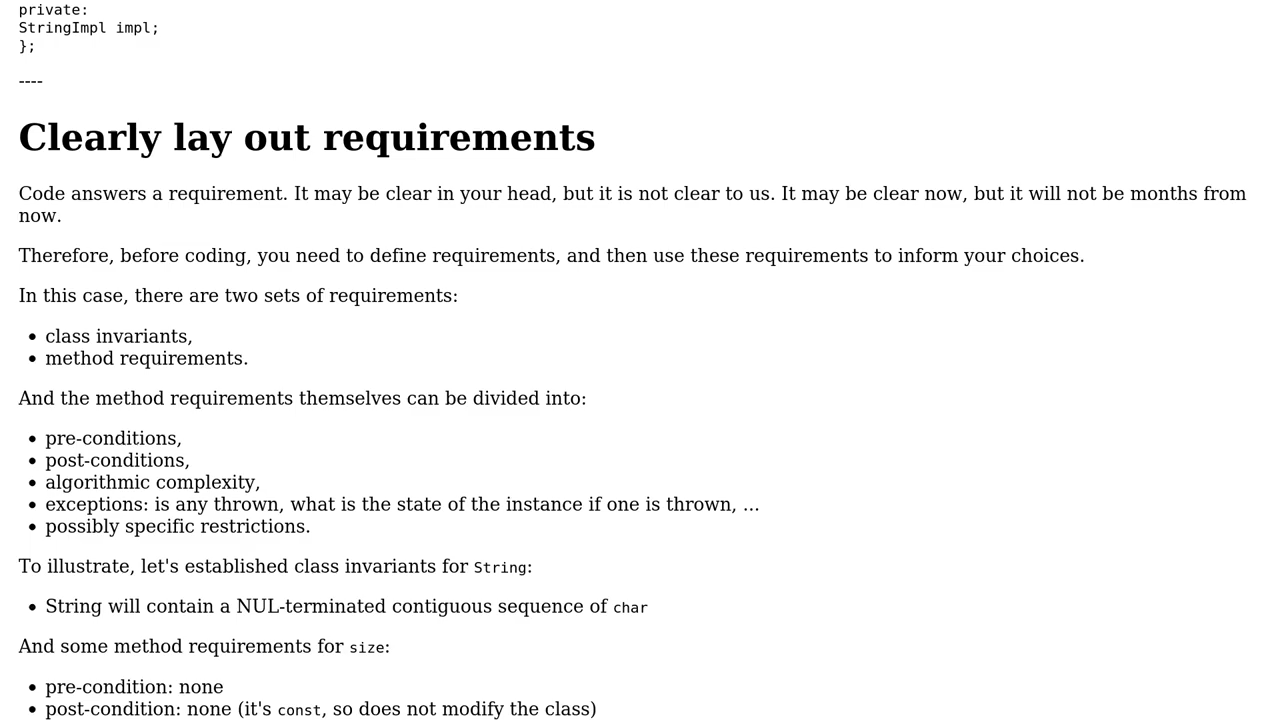 private:
StringImpl impl;
};
----
Clearly lay out requirements
Code answers a requirement. It may be clear in your head, but it is not clear to us. It may be clear now, but it will not be months from
now.
Therefore, before coding, you need to define requirements, and then use these requirements to inform your choices.
In this case, there are two sets of requirements:
• class invariants,
• method requirements.
And the method requirements themselves can be divided into:
• pre-conditions,
• post-conditions,
• algorithmic complexity,
• exceptions: is any thrown, what is the state of the instance if one is thrown, ...
• possibly specific restrictions.
To illustrate, let's established class invariants for String:
• String will contain a NUL-terminated contiguous sequence of char
And some method requirements for size:
• pre-condition: none
• post-condition: none (it's const, so does not modify the class)